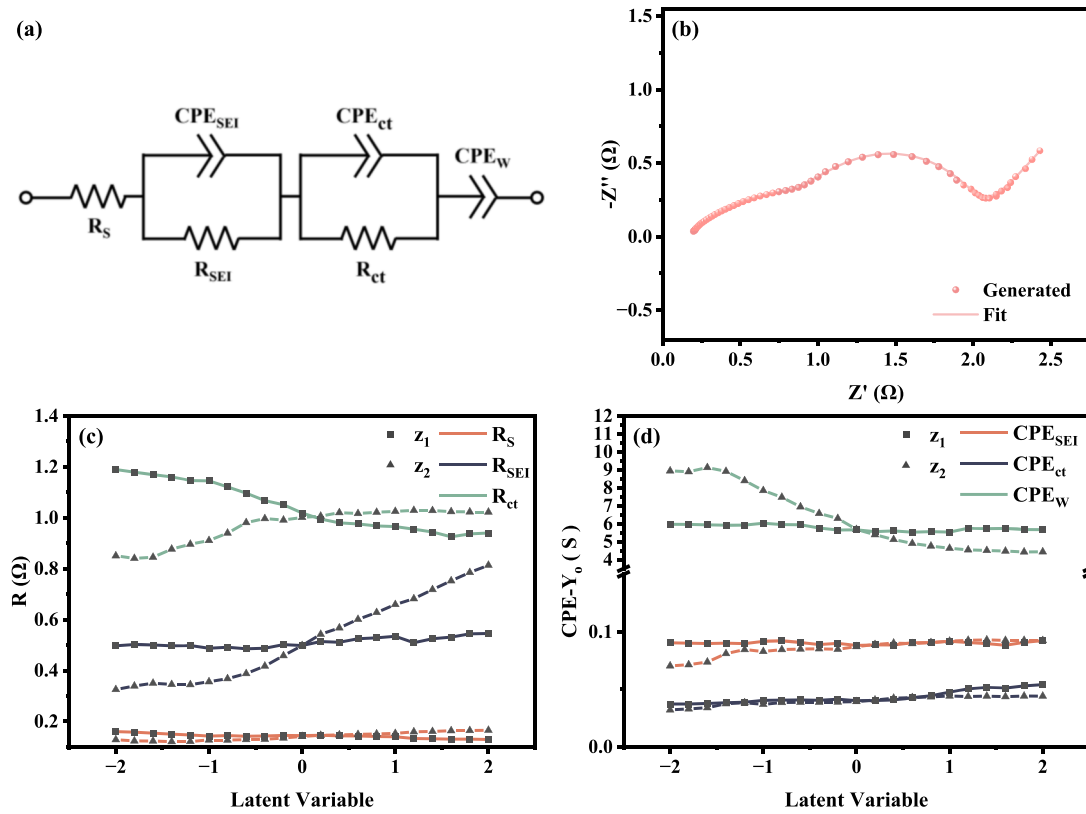 (a)
CPE_SEI
CPE_ct
CPE_W
R_S
R_SEI
R_ct
(b)
-Z'' (Ω)
1.5
1.0
0.5
0.0
−0.5
Generated
Fit
0.0 0.5 1.0 1.5 2.0 2.5
Z' (Ω)
(c)
R (Ω)
1.4
1.2
1.0
0.8
0.6
0.4
0.2
z₁ R_S
z₂ R_SEI
R_ct
−2 −1 0 1 2
Latent Variable
(d)
CPE-Y_o ( S)
12
11
10
9
8
7
6
5
4
0.1
0.0
z₁ CPE_SEI
z₂ CPE_ct
CPE_W
−2 −1 0 1 2
Latent Variable